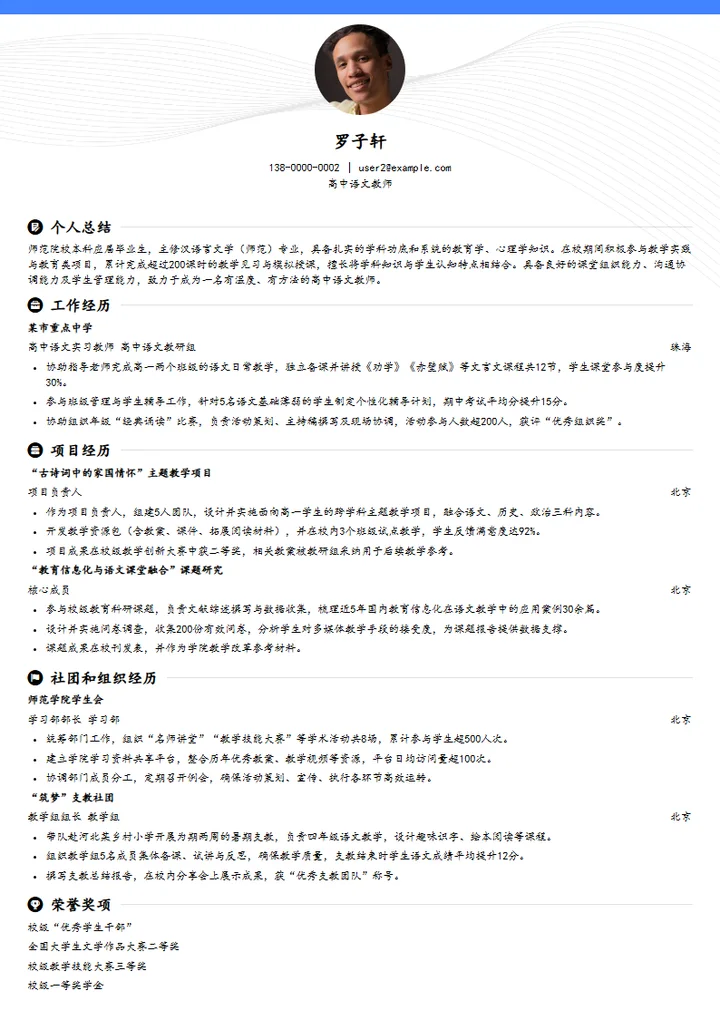 罗子轩
138-0000-0002 | user2@example.com
高中语文教师
个人总结
师范院校本科应届毕业生，主修汉语言文学（师范）专业，具备扎实的学科功底和系统的教育学、心理学知识。在校期间积极参与教学实践
与教育类项目，累计完成超过200课时的教学见习与模拟授课，擅长将学科知识与学生认知特点相结合。具备良好的课堂组织能力、沟通协
调能力及学生管理能力，致力于成为一名有温度、有方法的高中语文教师。
工作经历
某市重点中学
高中语文实习教师 高中语文教研组 珠海
• 协助指导老师完成高一两个班级的语文日常教学，独立备课并讲授《劝学》《赤壁赋》等文言文课程共12节，学生课堂参与度提升
30%。
• 参与班级管理与学生辅导工作，针对5名语文基础薄弱的学生制定个性化辅导计划，期中考试平均分提升15分。
• 协助组织年级“经典诵读”比赛，负责活动策划、主持稿撰写及现场协调，活动参与人数超200人，获评“优秀组织奖”。
项目经历
“古诗词中的家国情怀”主题教学项目
项目负责人 北京
• 作为项目负责人，组建5人团队，设计并实施面向高一学生的跨学科主题教学项目，融合语文、历史、政治三科内容。
• 开发教学资源包（含教案、课件、拓展阅读材料），并在校内3个班级试点教学，学生反馈满意度达92%。
• 项目成果在校级教学创新大赛中获二等奖，相关教案被教研组采纳用于后续教学参考。
“教育信息化与语文课堂融合”课题研究
核心成员 北京
• 参与校级教育科研课题，负责文献综述撰写与数据收集，梳理近5年国内教育信息化在语文教学中的应用案例30余篇。
• 设计并实施问卷调查，收集200份有效问卷，分析学生对多媒体教学手段的接受度，为课题报告提供数据支撑。
• 课题成果在校刊发表，并作为学院教学改革参考材料。
社团和组织经历
师范学院学生会
学习部部长 学习部 北京
• 统筹部门工作，组织“名师讲堂”“教学技能大赛”等学术活动共8场，累计参与学生超500人次。
• 建立学院学习资料共享平台，整合历年优秀教案、教学视频等资源，平台日均访问量超100次。
• 协调部门成员分工，定期召开例会，确保活动策划、宣传、执行各环节高效运转。
“筑梦”支教社团
教学组组长 教学组 北京
• 带队赴河北某乡村小学开展为期两周的暑期支教，负责四年级语文教学，设计趣味识字、绘本阅读等课程。
• 组织教学组5名成员集体备课、试讲与反思，确保教学质量，支教结束时学生语文成绩平均提升12分。
• 撰写支教总结报告，在校内分享会上展示成果，获“优秀支教团队”称号。
荣誉奖项
校级“优秀学生干部”
全国大学生文学作品大赛二等奖
校级教学技能大赛三等奖
校级一等奖学金